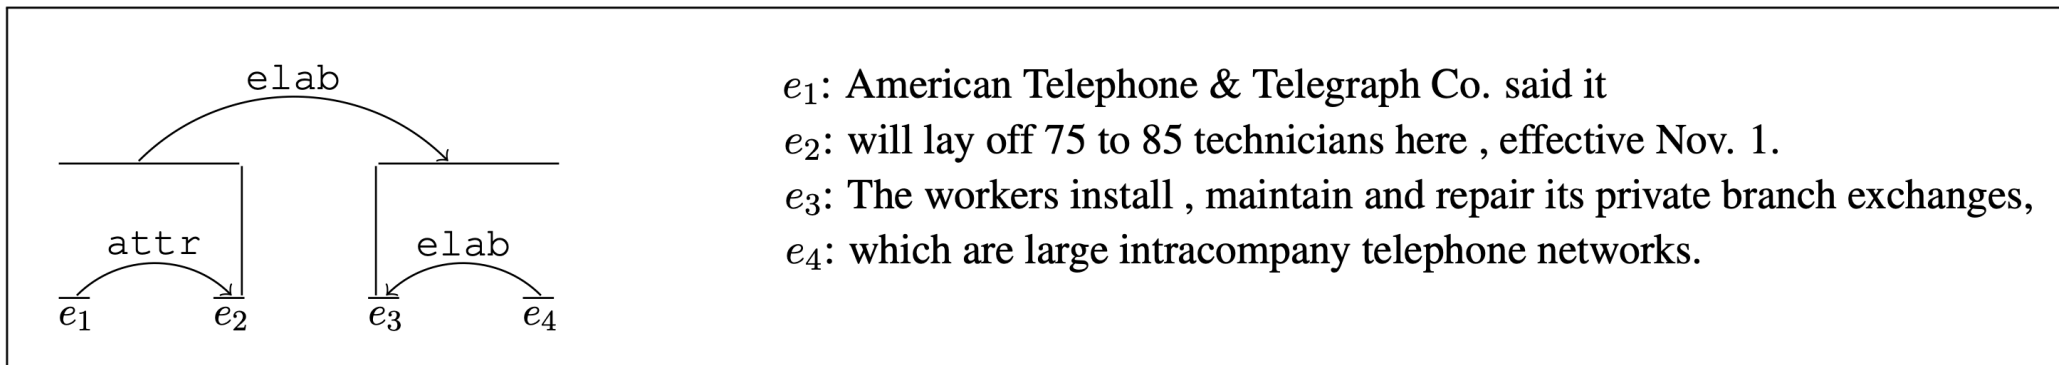 elab
attr
elab
e1 e2 e3 e4
e1: American Telephone & Telegraph Co. said it
e2: will lay off 75 to 85 technicians here , effective Nov. 1.
e3: The workers install , maintain and repair its private branch exchanges,
e4: which are large intracompany telephone networks.